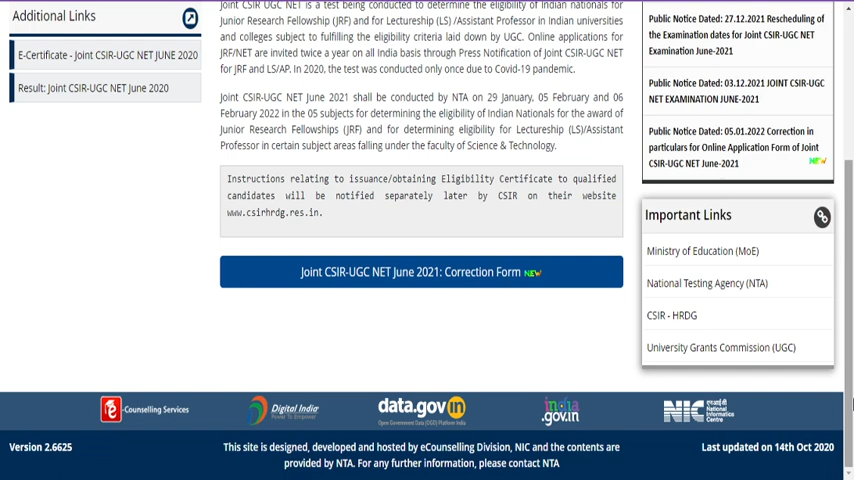 Additional Links
E-Certificate - Joint CSIR-UGC NET JUNE 2020
Result: Joint CSIR-UGC NET June 2020
Joint CSIR UGC NET is a test being conducted to determine the eligibility of Indian nationals for
Junior Research Fellowship (JRF) and for Lectureship (LS) /Assistant Professor in Indian universities
and colleges subject to fulfilling the eligibility criteria laid down by UGC. Online applications for
JRF/NET are invited twice a year on all India basis through Press Notification of Joint CSIR-UGC NET
for JRF and LS/AP. In 2020, the test was conducted only once due to Covid-19 pandemic.
Joint CSIR-UGC NET June 2021 shall be conducted by NTA on 29 January, 05 February and 06
February 2022 in the 05 subjects for determining the eligibility of Indian Nationals for the award of
Junior Research Fellowships (JRF) and for determining eligibility for Lectureship (LS)/Assistant
Professor in certain subject areas falling under the faculty of Science & Technology.
Instructions relating to issuance/obtaining Eligibility Certificate to qualified
candidates will be notified separately later by CSIR on their website
www.csirhrdg.res.in.
Joint CSIR-UGC NET June 2021: Correction Form NEW
Public Notice Dated: 27.12.2021 Rescheduling of
the Examination dates for Joint CSIR-UGC NET
Examination June-2021
Public Notice Dated: 03.12.2021 JOINT CSIR-UGC
NET EXAMINATION JUNE-2021
Public Notice Dated: 05.01.2022 Correction in
particulars for Online Application Form of Joint
CSIR-UGC NET June-2021 NEW
Important Links
Ministry of Education (MoE)
National Testing Agency (NTA)
CSIR - HRDG
University Grants Commission (UGC)
e-Counselling Services
Digital India
Power To Empower
data.gov in
Open Government Data (OGD) Platform India
india
gov.in
NIC
एन आई सी
National
Informatics
Centre
Version 2.6625
This site is designed, developed and hosted by eCounselling Division, NIC and the contents are
provided by NTA. For any further information, please contact NTA
Last updated on 14th Oct 2020